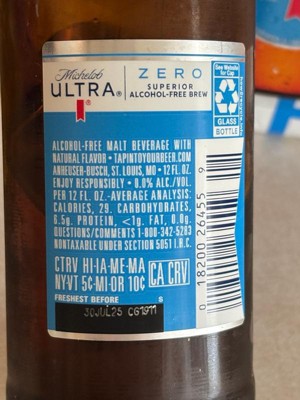 Michelob
ULTRA
ZERO
SUPERIOR
ALCOHOL-FREE BREW
See Website
for Cap
GLASS
BOTTLE
ALCOHOL-FREE MALT BEVERAGE WITH
NATURAL FLAVOR • TAPINTOYOURBEER.COM
ANHEUSER-BUSCH, ST. LOUIS, MO • 12 FL. OZ.
ENJOY RESPONSIBLY • 0.0% ALC./VOL.
PER 12 FL. OZ.-AVERAGE ANALYSIS:
CALORIES, 29. CARBOHYDRATES,
6.5g. PROTEIN, <1g. FAT, 0.0g.
QUESTIONS/COMMENTS 1-800-342-5283
NONTAXABLE UNDER SECTION 5051 I.R.C.
CTRV HI-IA-ME-MA
NYVT 5¢-MI-OR 10¢
CA CRV
FRESHEST BEFORE
S
30JUL25 CG1911
0 18200 26455 9